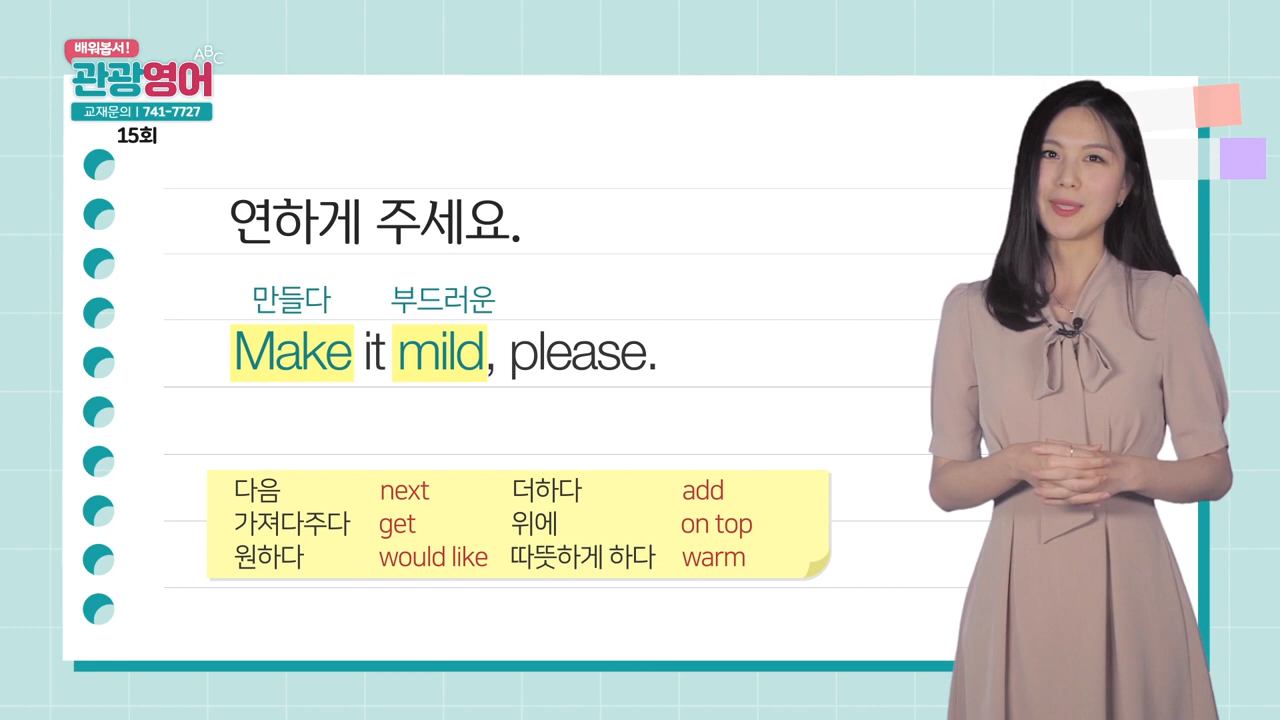 배워봅서!
ABC
관광영어
교재문의 | 741-7727
15회
연하게 주세요.
만들다 부드러운
Make it mild, please.
다음 next 더하다 add
가져다주다 get 위에 on top
원하다 would like 따뜻하게 하다 warm